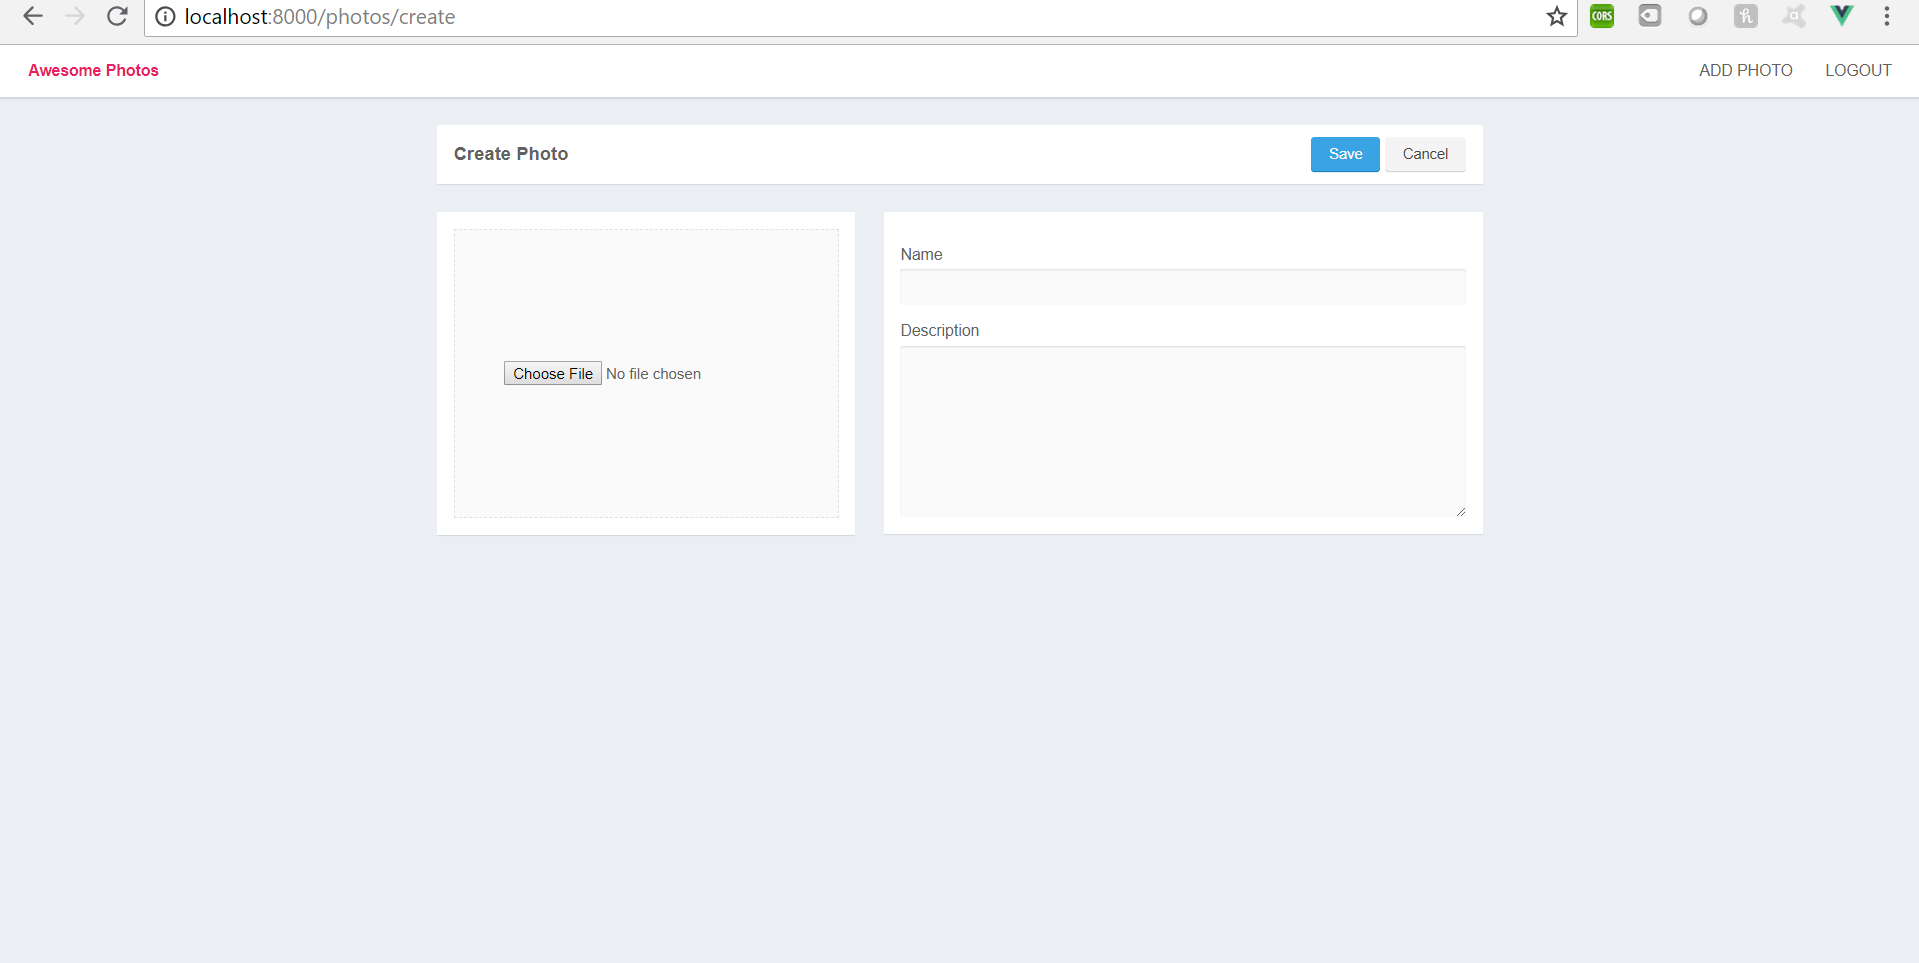 localhost:8000/photos/create
CORS
Awesome Photos
ADD PHOTO
LOGOUT
Create Photo
Save
Cancel
Choose File No file chosen
Name
Description